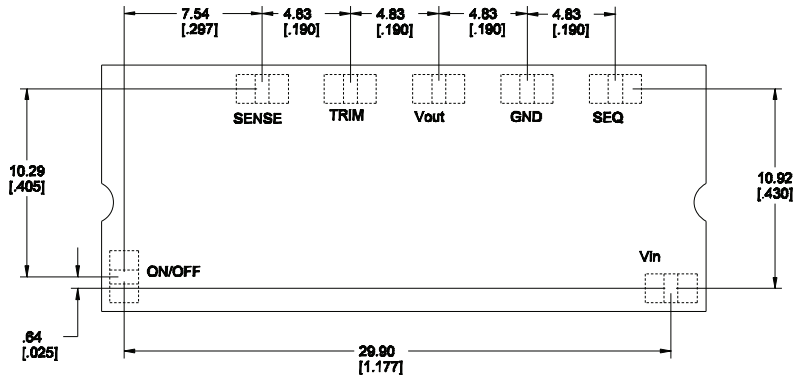 7.54 4.83 4.83 4.83 4.83
[.297] [.190] [.190] [.190] [.190]
SENSE TRIM Vout GND SEQ
10.29
[.405]
10.92
[.430]
ON/OFF
Vin
.64
[.025]
29.90
[1.177]